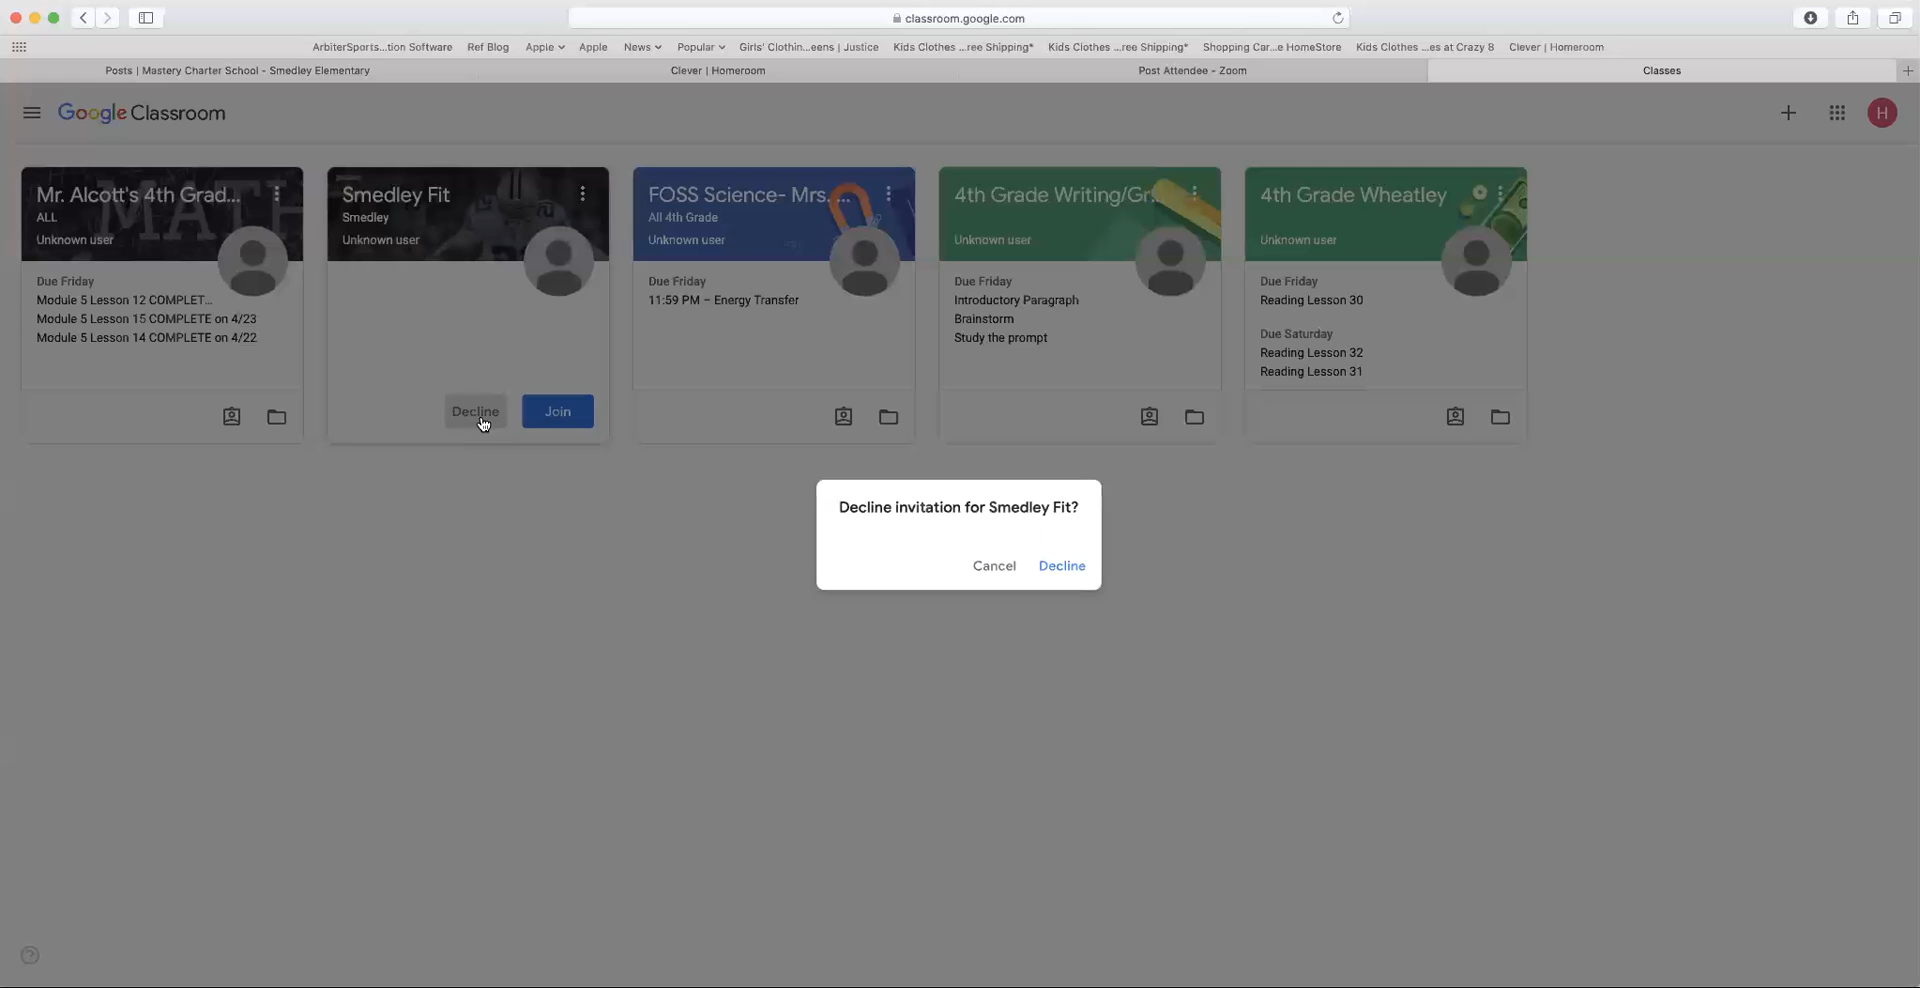 classroom.google.com
ArbiterSports...tion Software Ref Blog Apple Apple News Popular Girls' Clothin...eens | Justice Kids Clothes ...ree Shipping* Kids Clothes ...ree Shipping* Shopping Car...e HomeStore Kids Clothes ...es at Crazy 8 Clever | Homeroom
Posts | Mastery Charter School - Smedley Elementary Clever | Homeroom Post Attendee - Zoom Classes
Google Classroom H
Mr. Alcott's 4th Grad...
ALL
Unknown user
Due Friday
Module 5 Lesson 12 COMPLET...
Module 5 Lesson 15 COMPLETE on 4/23
Module 5 Lesson 14 COMPLETE on 4/22
Smedley Fit
Smedley
Unknown user
Decline Join
FOSS Science- Mrs. ...
All 4th Grade
Unknown user
Due Friday
11:59 PM – Energy Transfer
4th Grade Writing/Gr...
Unknown user
Due Friday
Introductory Paragraph
Brainstorm
Study the prompt
4th Grade Wheatley
Unknown user
Due Friday
Reading Lesson 30
Due Saturday
Reading Lesson 32
Reading Lesson 31
Decline invitation for Smedley Fit?
Cancel Decline